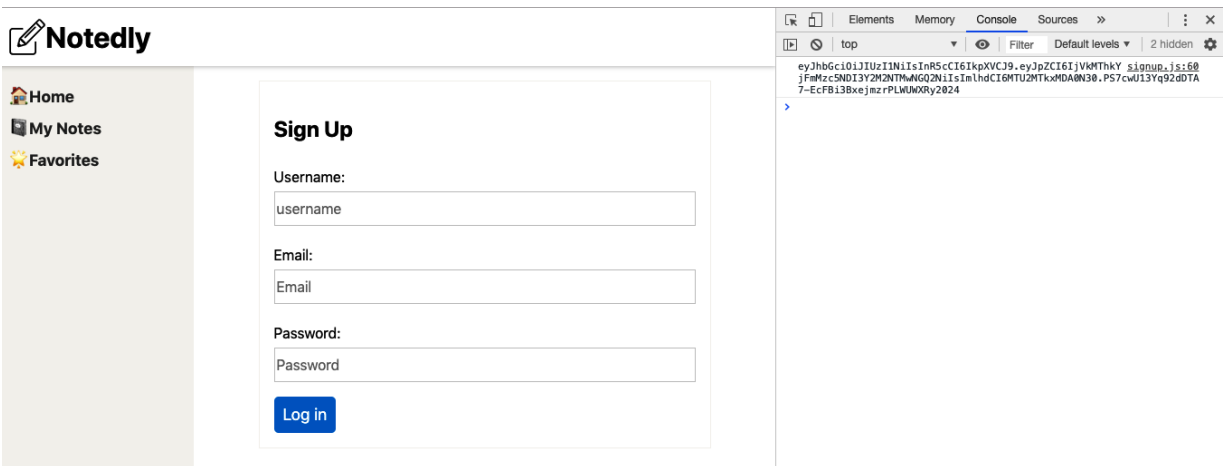 Notedly
Home
My Notes
Favorites
Sign Up
Username:
username
Email:
Email
Password:
Password
Log in
Elements Memory Console Sources »
top Filter Default levels 2 hidden
eyJhbGciOiJIUzI1NiIsInR5cCI6IkpXVCJ9.eyJpZCI6IjVkMThkY signup.js:60
jFmMzc5NDI3Y2M2NTMwNGQ2NiIsImlhdCI6MTU2MTkxMDA0N30.PS7cwU13Yq92dDTA
7-EcFBi3BxejmzrPLWUWXRy2024